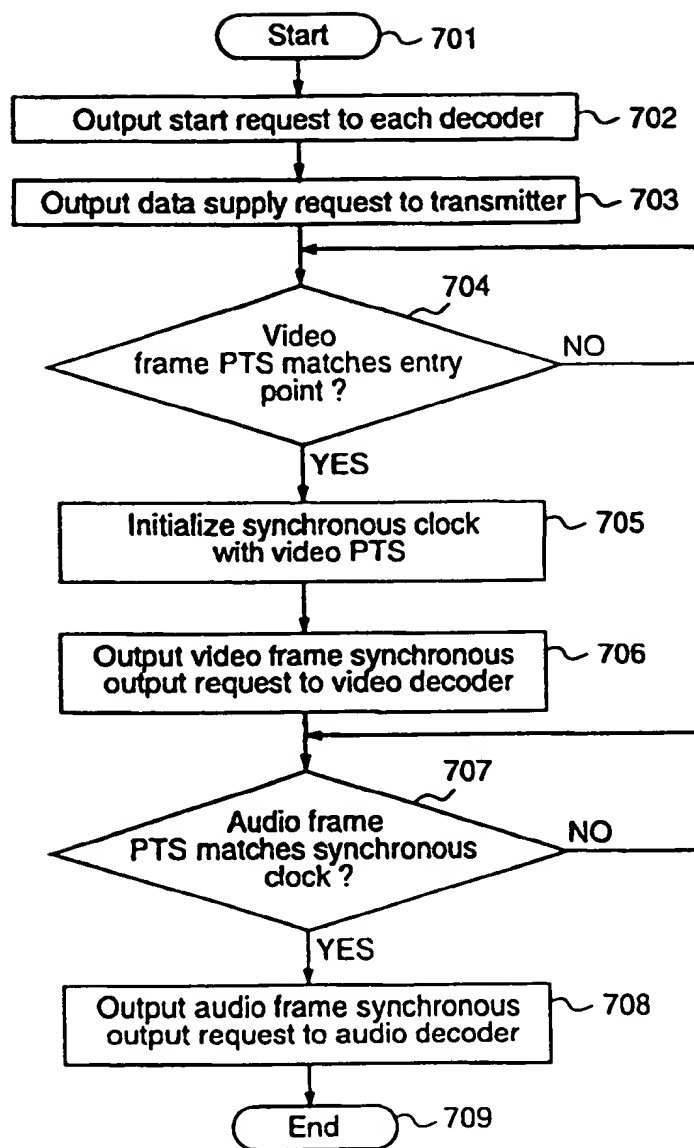 Start
701
Output start request to each decoder
702
Output data supply request to transmitter
703
704
Video
frame PTS matches entry
point ?
NO
YES
Initialize synchronous clock
with video PTS
705
Output video frame synchronous
output request to video decoder
706
707
Audio frame
PTS matches synchronous
clock ?
NO
YES
Output audio frame synchronous
output request to audio decoder
708
End
709